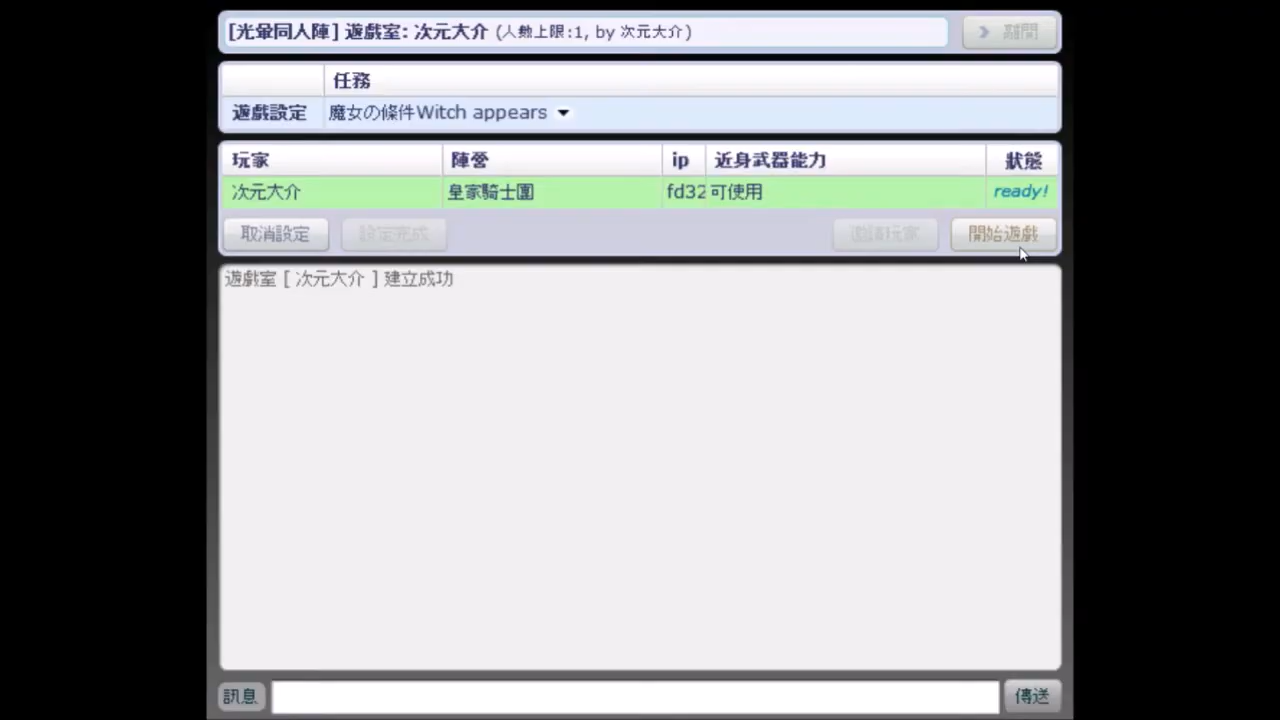 [光暈同人陣] 遊戲室: 次元大介 (人數上限:1, by 次元大介)
離開
任務
遊戲設定 魔女の條件Witch appears
玩家 陣營 ip 近身武器能力 狀態
次元大介 皇家騎士團 fd32 可使用 ready!
取消設定 設定完成 邀請玩家 開始遊戲
遊戲室 [ 次元大介 ] 建立成功
訊息 傳送